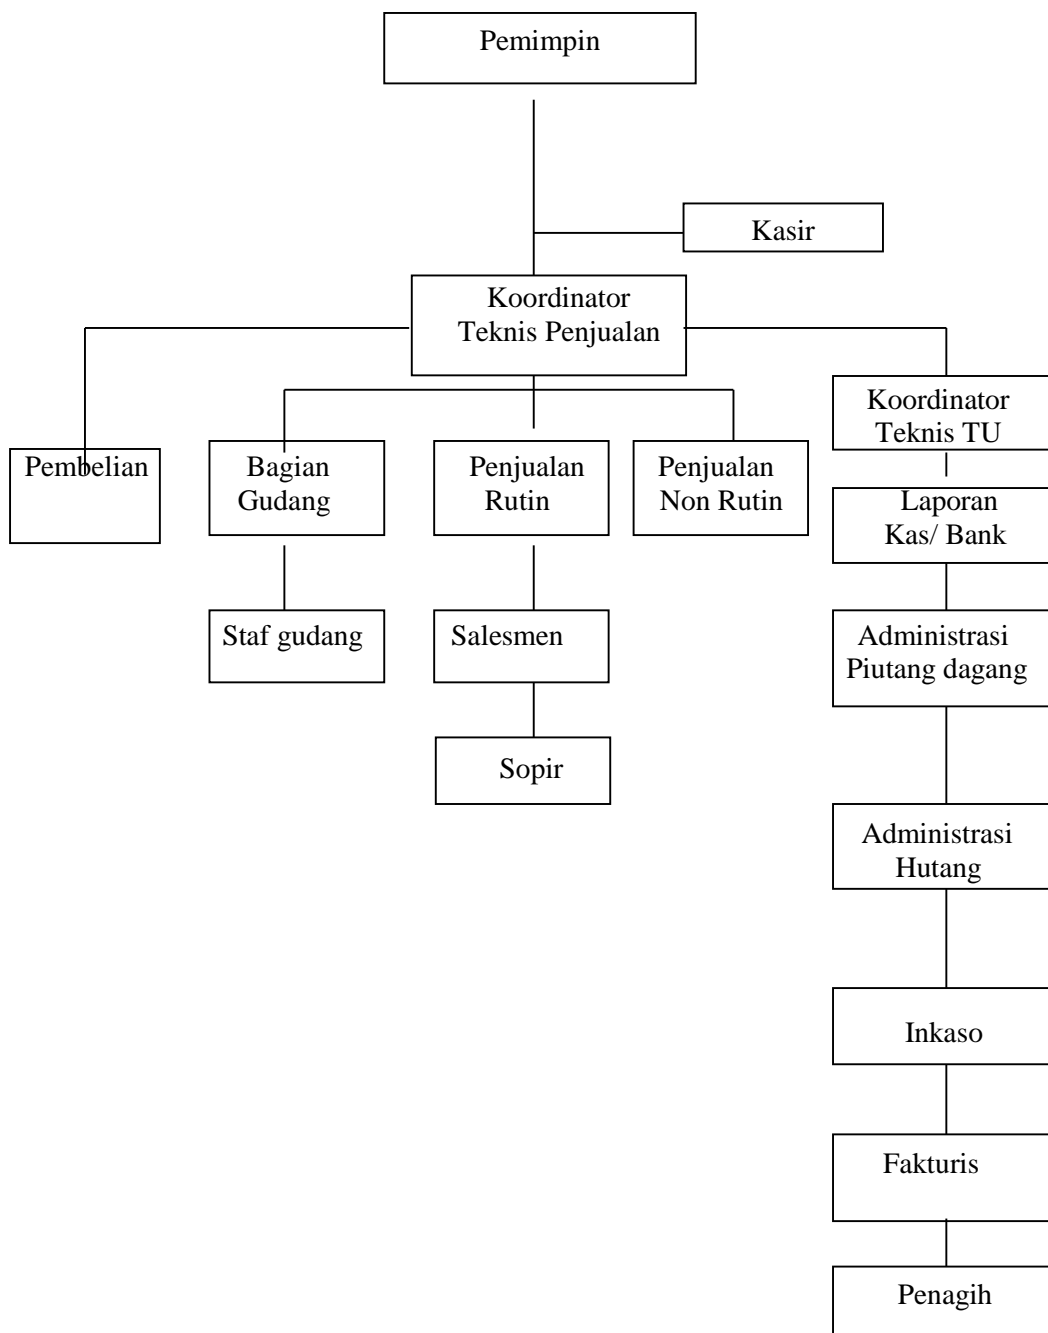 Pemimpin
Kasir
Koordinator
Teknis Penjualan
Koordinator
Teknis TU
Pembelian
Bagian
Gudang
Penjualan
Rutin
Penjualan
Non Rutin
Laporan
Kas/ Bank
Staf gudang
Salesmen
Administrasi
Piutang dagang
Sopir
Administrasi
Hutang
Inkaso
Fakturis
Penagih